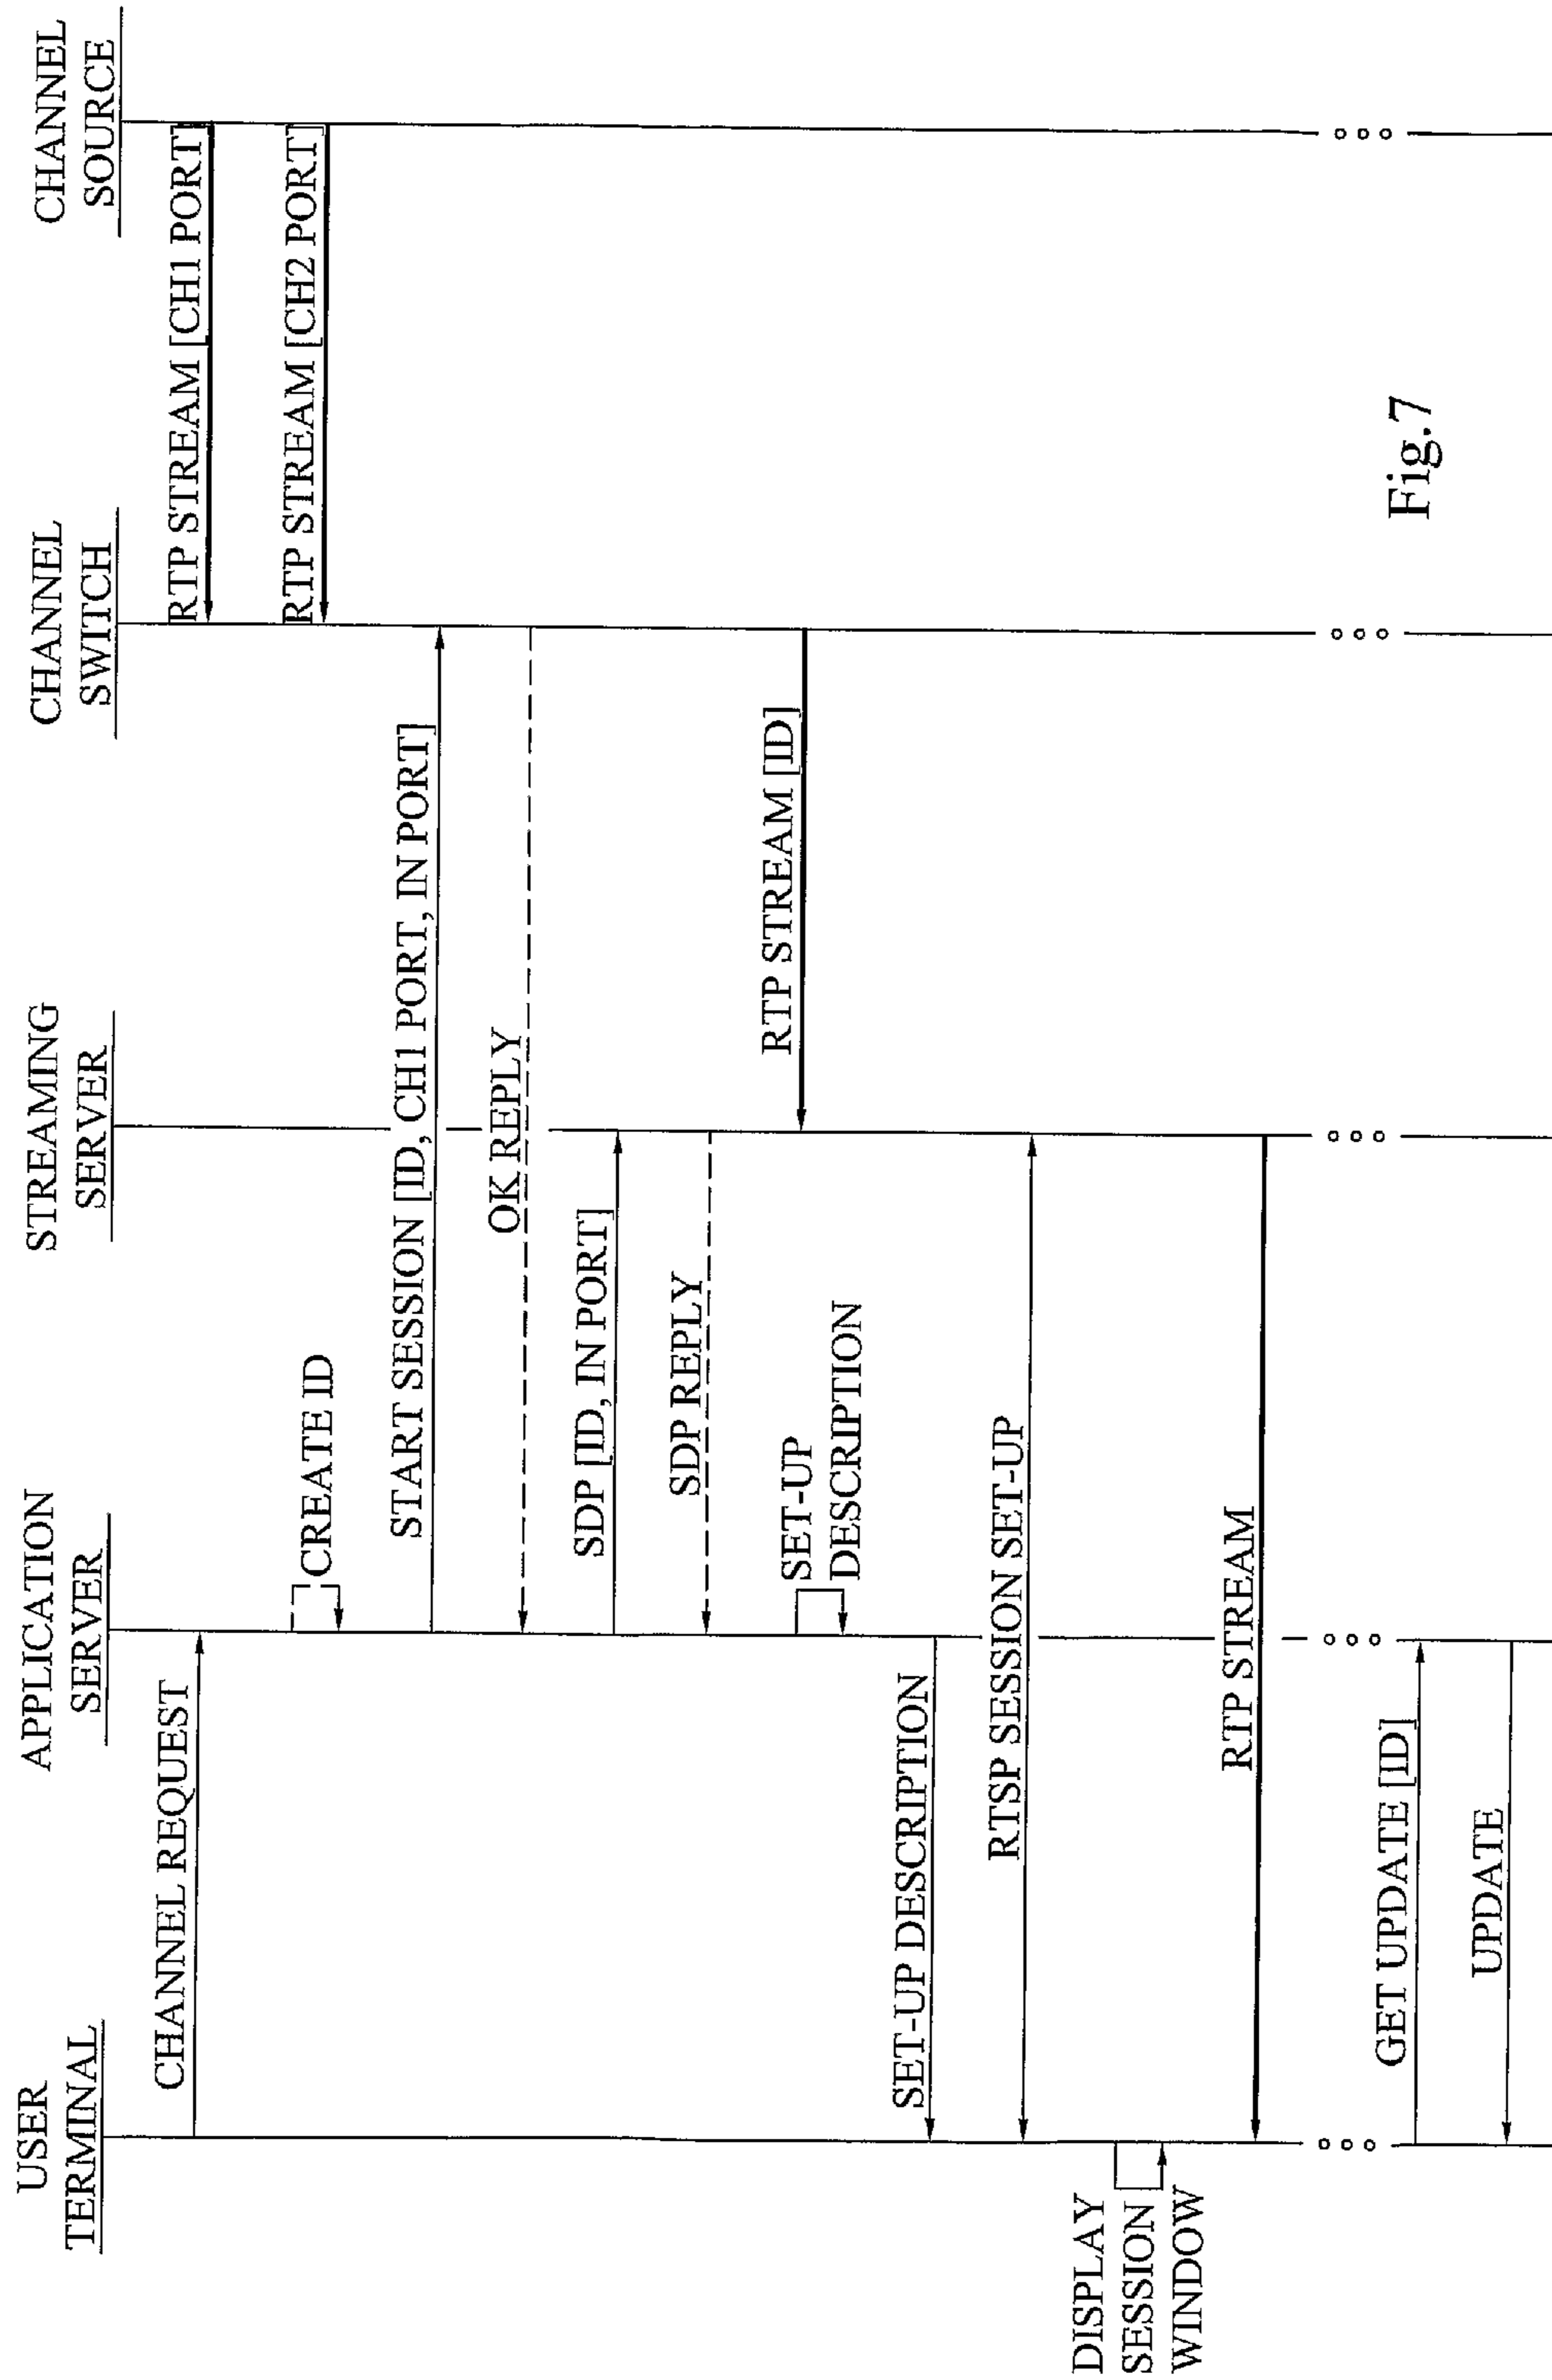 USER
TERMINAL
APPLICATION
SERVER
STREAMING
SERVER
CHANNEL
SWITCH
CHANNEL
SOURCE
CHANNEL REQUEST
RTP STREAM [CH1 PORT]
CREATE ID
RTP STREAM [CH2 PORT]
START SESSION [ID, CH1 PORT, IN PORT]
OK REPLY
SDP [ID, IN PORT]
SDP REPLY
SET-UP
DESCRIPTION
RTP STREAM [ID]
SET-UP DESCRIPTION
RTSP SESSION SET-UP
DISPLAY
SESSION
WINDOW
RTP STREAM
GET UPDATE [ID]
UPDATE
Fig.7